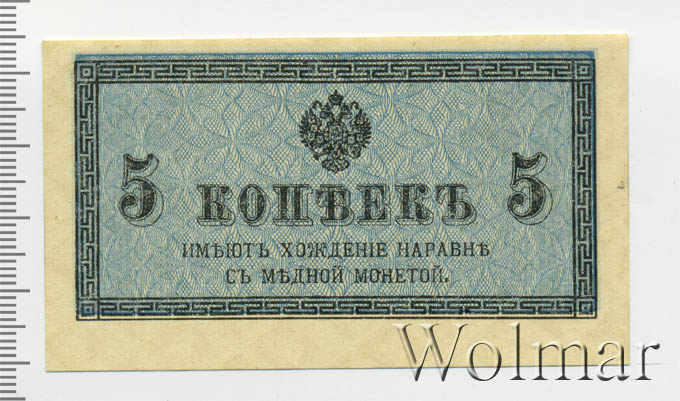 5 КОПѢЕКЪ 5
ИМѢЮТЪ ХОЖДЕНІЕ НАРАВНѢ
СЪ МѢДНОЙ МОНЕТОЙ.
Wolmar